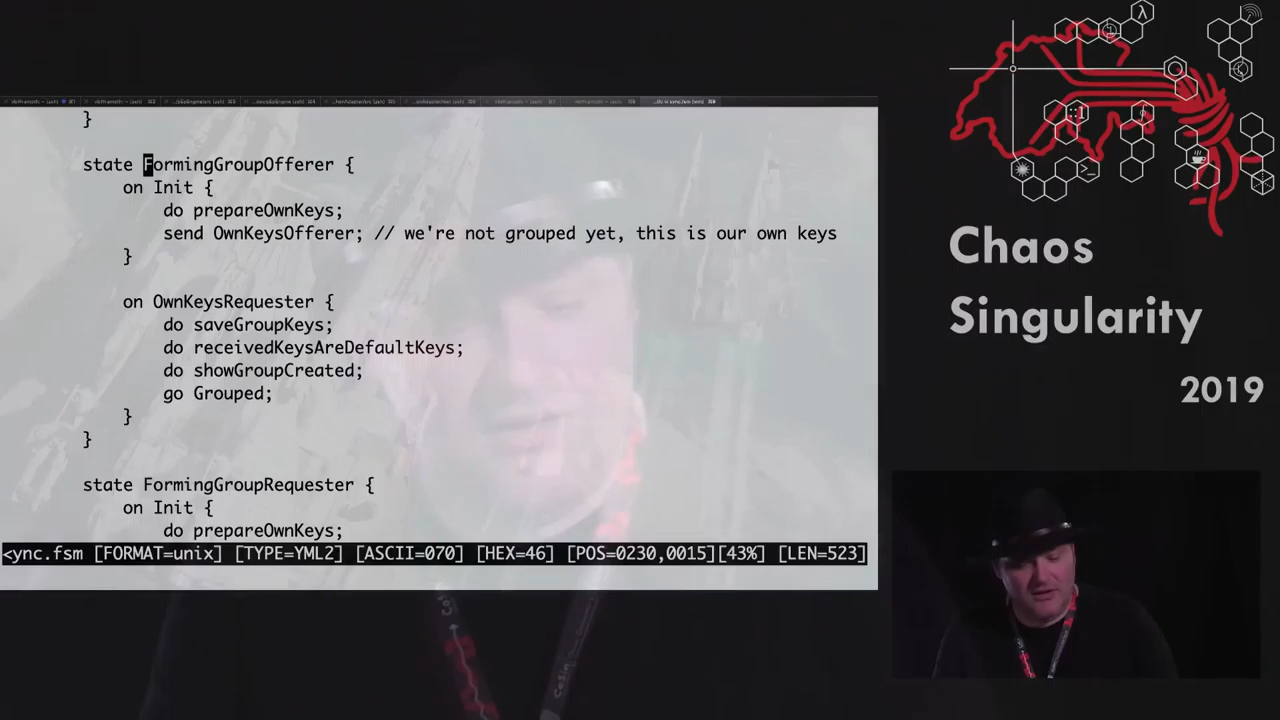 }
state FormingGroupOfferer {
on Init {
do prepareOwnKeys;
send OwnKeysOfferer; // we're not grouped yet, this is our own keys
}
on OwnKeysRequester {
do saveGroupKeys;
do receivedKeysAreDefaultKeys;
do showGroupCreated;
go Grouped;
}
}
state FormingGroupRequester {
on Init {
do prepareOwnKeys;
<ync.fsm [FORMAT=unix] [TYPE=YML2] [ASCII=070] [HEX=46] [POS=0230,0015][43%] [LEN=523]
Chaos
Singularity
2019